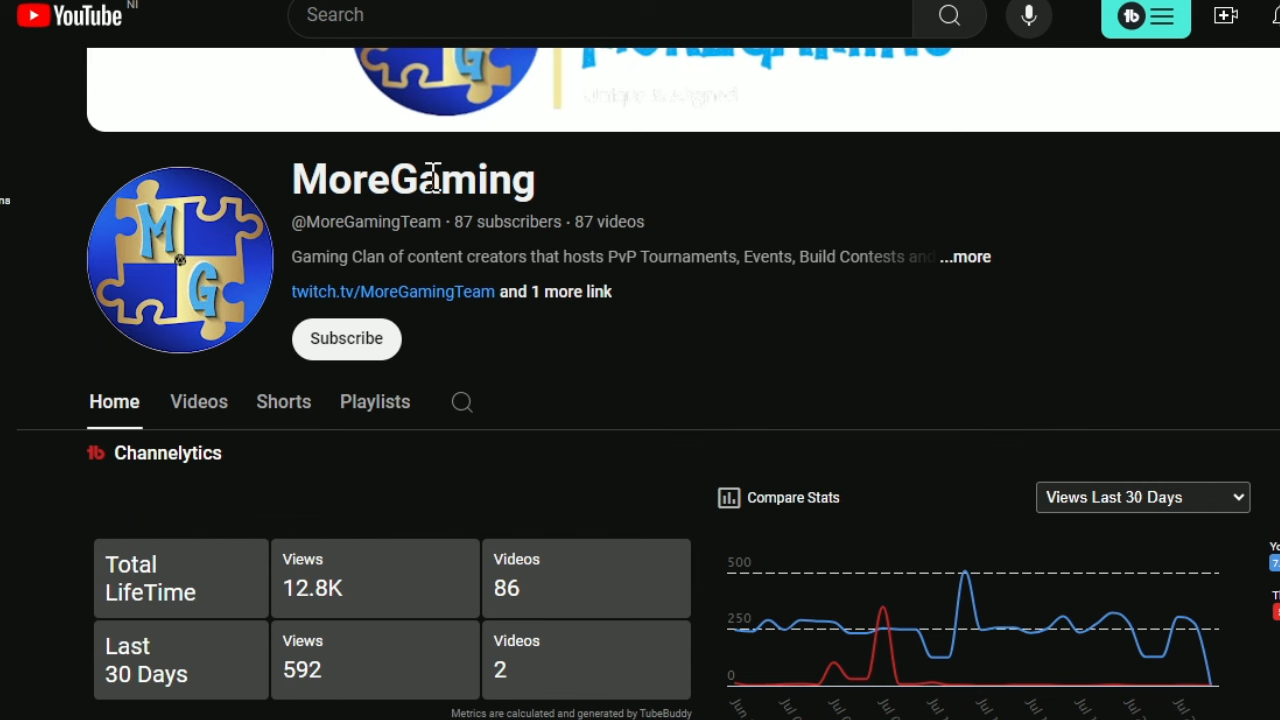 YouTube NI
Search
Unique & Aligned
MoreGaming
@MoreGamingTeam · 87 subscribers · 87 videos
Gaming Clan of content creators that hosts PvP Tournaments, Events, Build Contests and ...more
twitch.tv/MoreGamingTeam and 1 more link
M
G
Subscribe
Home Videos Shorts Playlists
Channelytics
Compare Stats
Views Last 30 Days
Total
LifeTime
Views
12.8K
Videos
86
Last
30 Days
Views
592
Videos
2
500
250
0
Metrics are calculated and generated by TubeBuddy